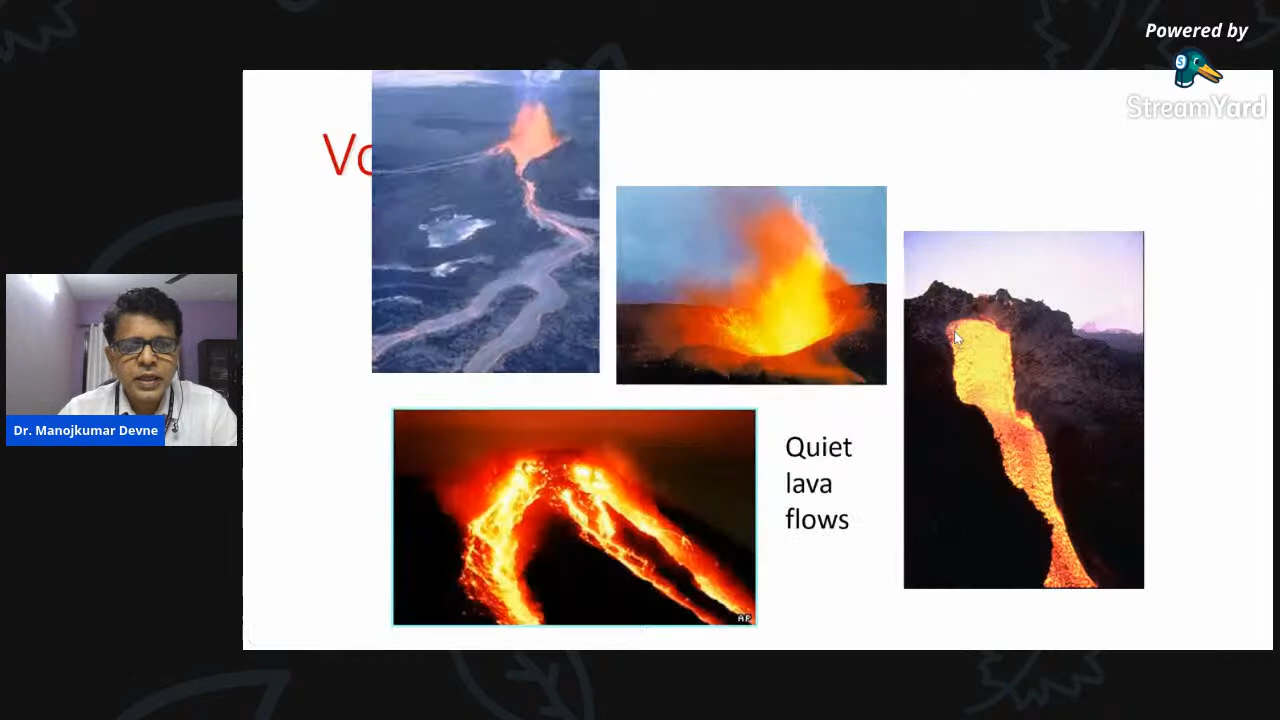 Powered by
StreamYard
Vo
Quiet
lava
flows
AP
Dr. Manojkumar Devne